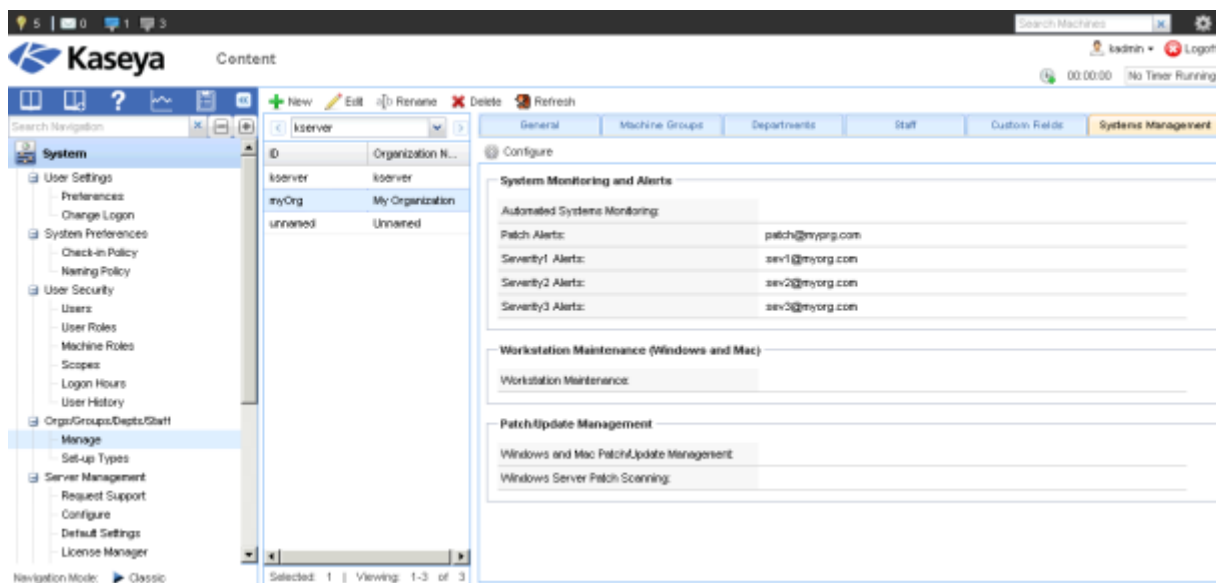 5 0 1 3 Search Machines
Kaseya Content kadmin Logoff
00:00:00 No Timer Running
New Edit Rename Delete Refresh
Search Navigation kserver General Machine Groups Departments Staff Custom Fields Systems Management
System ID Organization N... Configure
User Settings kserver kserver System Monitoring and Alerts
Preferences myOrg My Organization Automated Systems Monitoring:
Change Logon unnamed Unnamed Patch Alerts: patch@myprg.com
System Preferences Severity1 Alerts: sev1@myorg.com
Check-in Policy Severity2 Alerts: sev2@myorg.com
Naming Policy Severity3 Alerts: sev3@myorg.com
User Security
Users
User Roles
Machine Roles Workstation Maintenance (Windows and Mac)
Scopes Workstation Maintenance:
Logon Hours
User History
Orgs/Groups/Depts/Staff Patch/Update Management
Manage Windows and Mac Patch/Update Management:
Set-up Types Windows Server Patch Scanning:
Server Management
Request Support
Configure
Default Settings
License Manager
Navigation Mode: Classic Selected: 1 | Viewing: 1-3 of 3